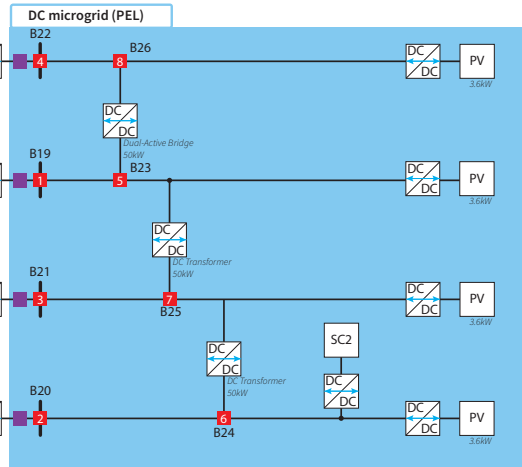 DC microgrid (PEL)
B22
4
B26
8
DC
DC
PV
3.6kW
DC
DC
Dual-Active Bridge
50kW
B19
1
B23
5
DC
DC
PV
3.6kW
DC
DC
DC Transformer
50kW
B21
3
7
B25
DC
DC
PV
3.6kW
SC2
DC
DC
DC Transformer
50kW
DC
DC
B20
2
6
B24
DC
DC
PV
3.6kW